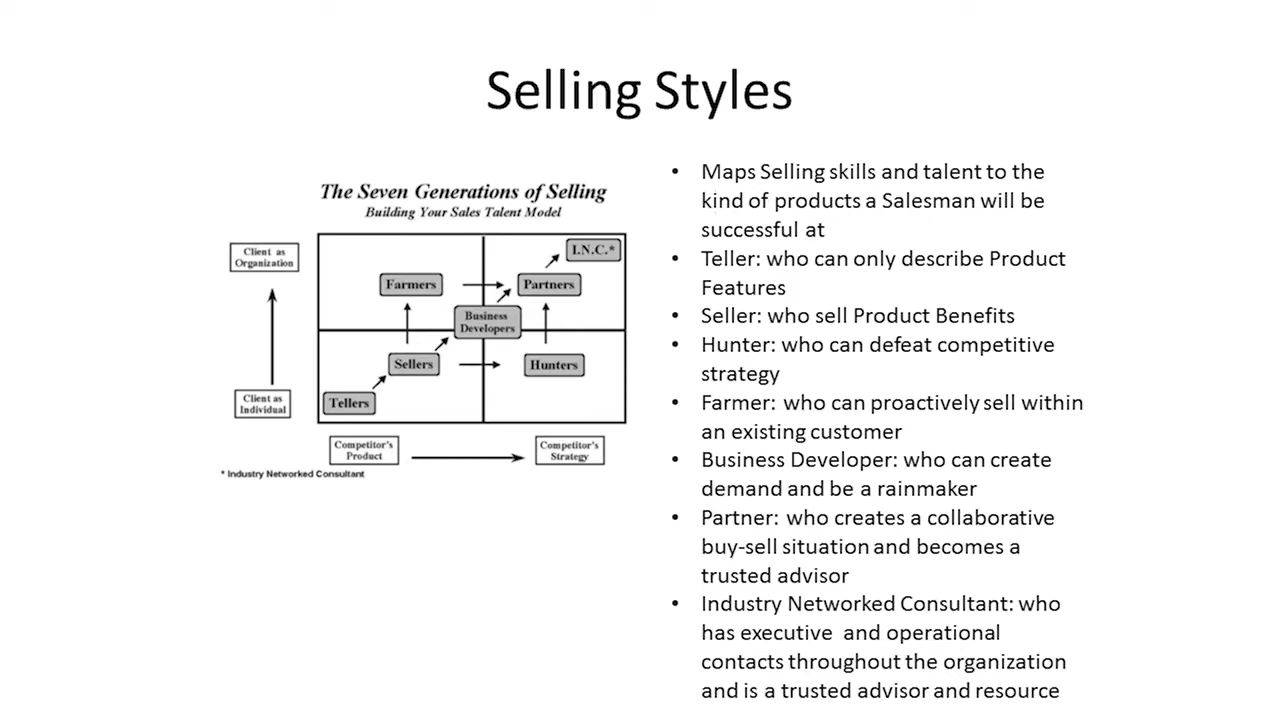 Selling Styles
The Seven Generations of Selling
Building Your Sales Talent Model
Client as
Organization
Client as
Individual
I.N.C.*
Farmers
Partners
Business
Developers
Sellers
Hunters
Tellers
Competitor's
Product
Competitor's
Strategy
* Industry Networked Consultant
• Maps Selling skills and talent to the
kind of products a Salesman will be
successful at
• Teller: who can only describe Product
Features
• Seller: who sell Product Benefits
• Hunter: who can defeat competitive
strategy
• Farmer: who can proactively sell within
an existing customer
• Business Developer: who can create
demand and be a rainmaker
• Partner: who creates a collaborative
buy-sell situation and becomes a
trusted advisor
• Industry Networked Consultant: who
has executive and operational
contacts throughout the organization
and is a trusted advisor and resource